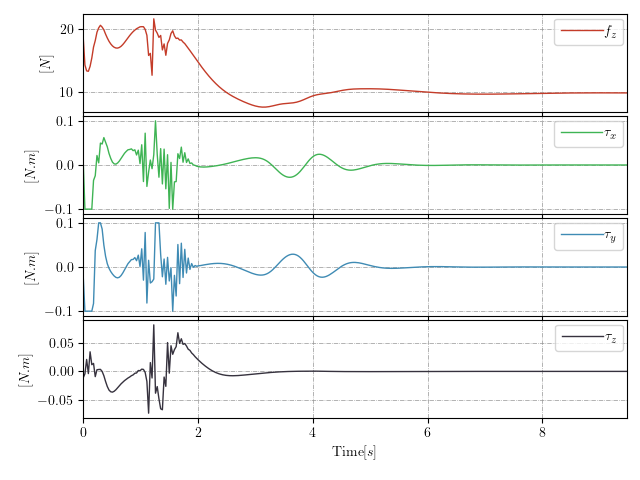 20
10
[N]
f_z
0.1
0.0
−0.1
[N.m]
τ_x
0.1
0.0
−0.1
[N.m]
τ_y
0.05
0.00
−0.05
[N.m]
τ_z
0 2 4 6 8
Time[s]